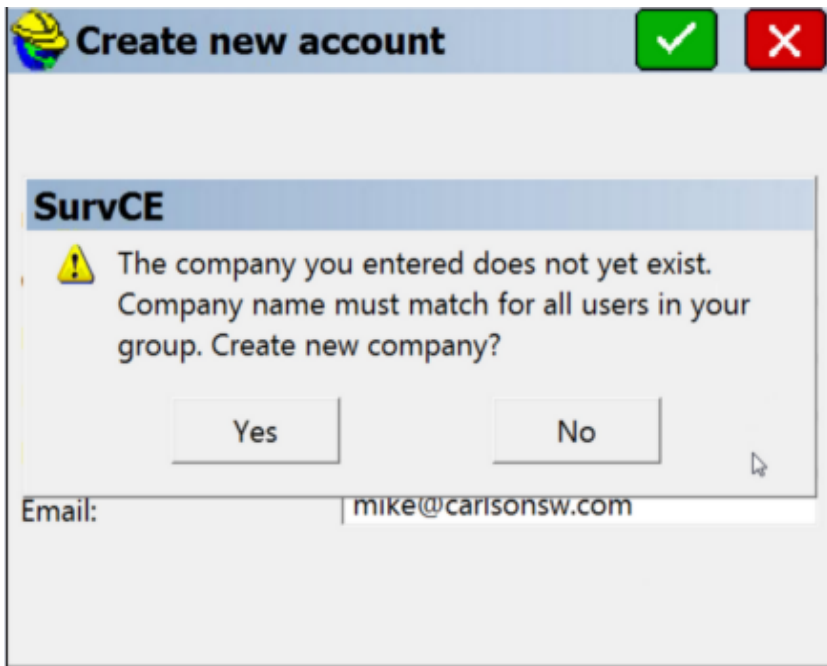 Create new account
SurvCE
The company you entered does not yet exist.
Company name must match for all users in your
group. Create new company?
Yes
No
Email:
mike@carlsonsw.com